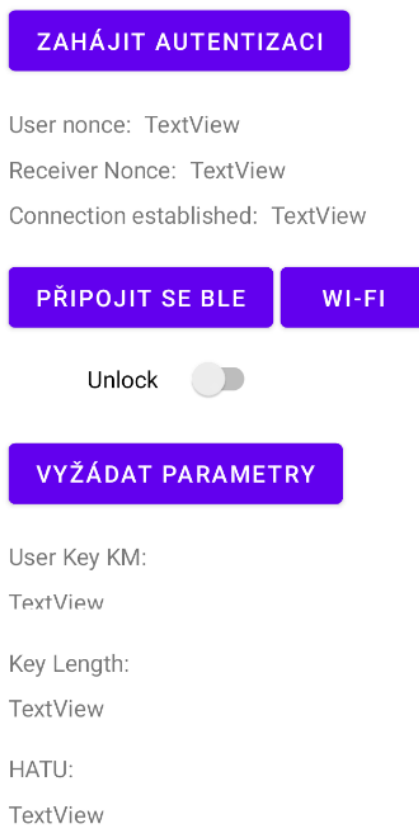 ZAHÁJIT AUTENTIZACI
User nonce: TextView
Receiver Nonce: TextView
Connection established: TextView
PŘIPOJIT SE BLE WI-FI
Unlock
VYŽÁDAT PARAMETRY
User Key KM:
TextView
Key Length:
TextView
HATU:
TextView